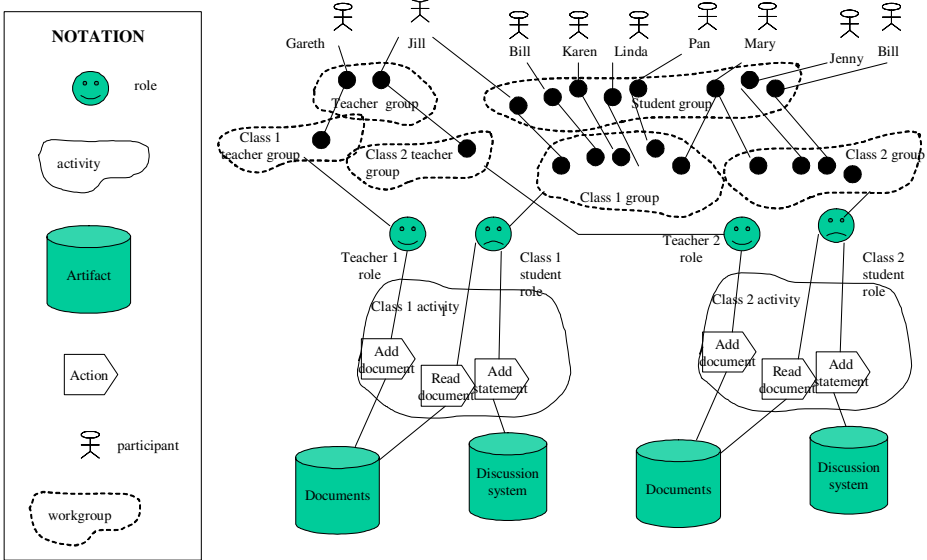 NOTATION
role
activity
Artifact
Action
participant
workgroup
Gareth
Jill
Bill
Karen
Linda
Pan
Mary
Jenny
Bill
Teacher group
Student group
Class 1
teacher group
Class 2 teacher
group
Class 1 group
Class 2 group
Teacher 1
role
Class 1
student
role
Teacher 2
role
Class 2
student
role
Class 1 activity
Add
document
Read
document
Add
statement
Class 2 activity
Add
document
Read
document
Add
statement
Documents
Discussion
system
Documents
Discussion
system